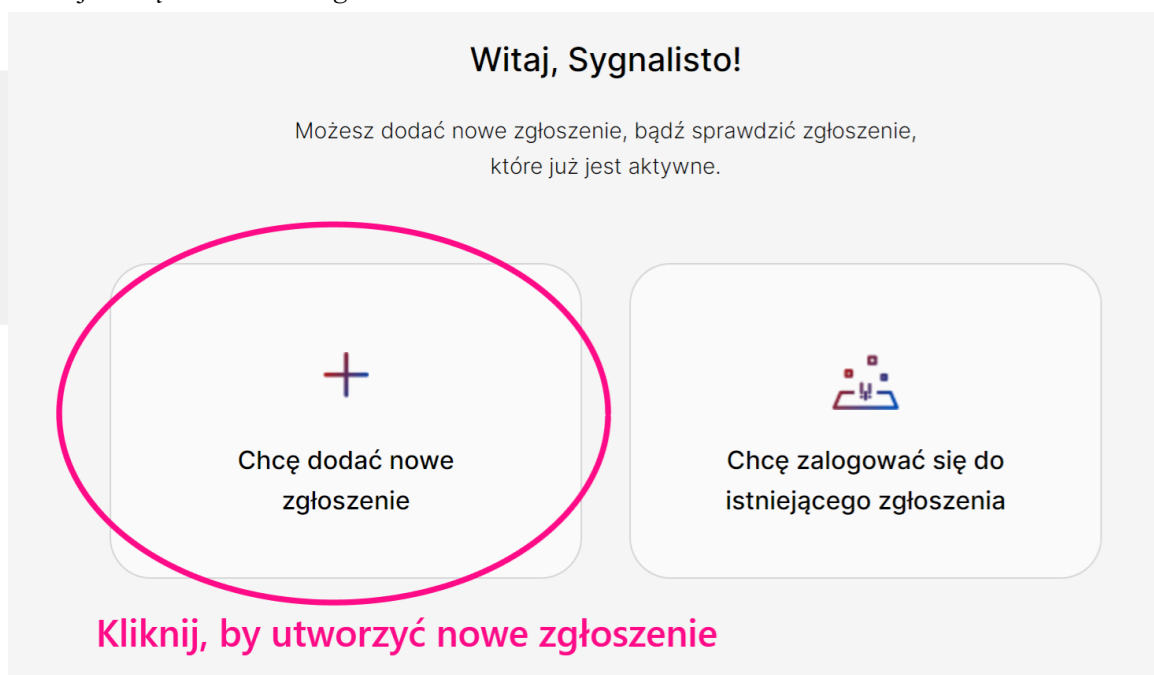 Witaj, Sygnalisto!
Możesz dodać nowe zgłoszenie, bądź sprawdzić zgłoszenie,
które już jest aktywne.
Chcę dodać nowe
zgłoszenie
Chcę zalogować się do
istniejącego zgłoszenia
Kliknij, by utworzyć nowe zgłoszenie